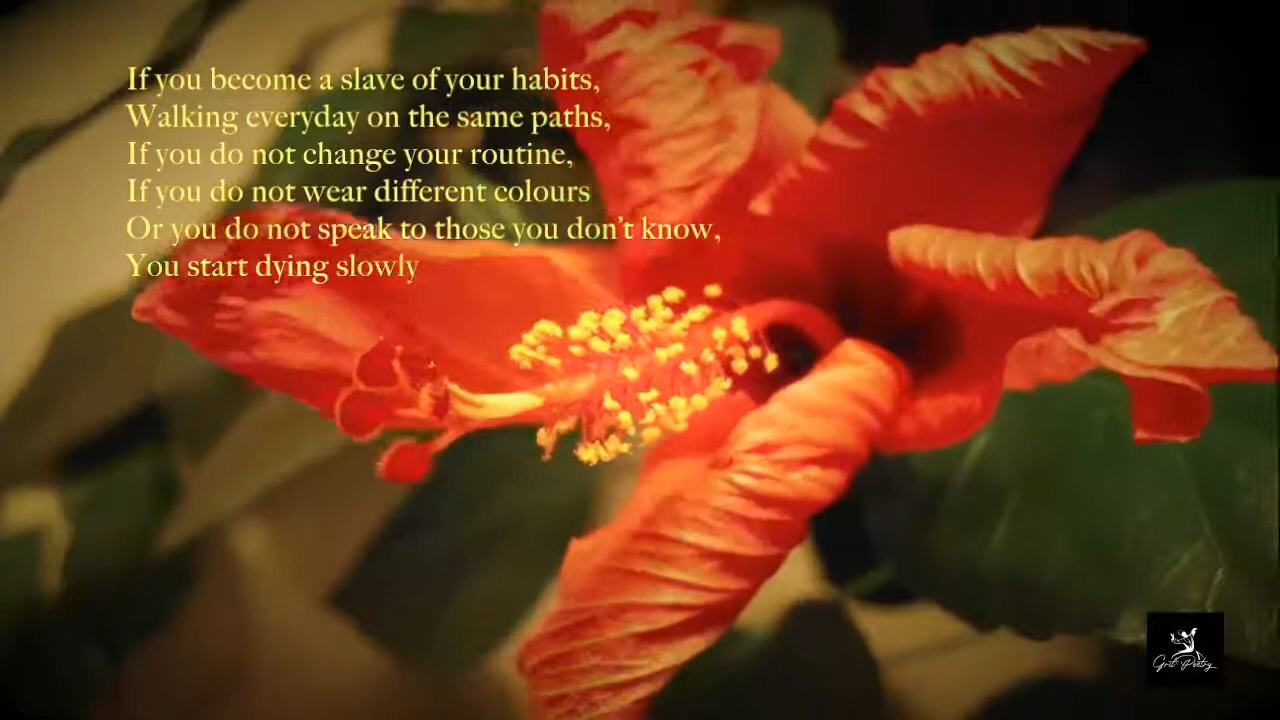 If you become a slave of your habits,
Walking everyday on the same paths,
If you do not change your routine,
If you do not wear different colours
Or you do not speak to those you don't know,
You start dying slowly
Grit Poetry